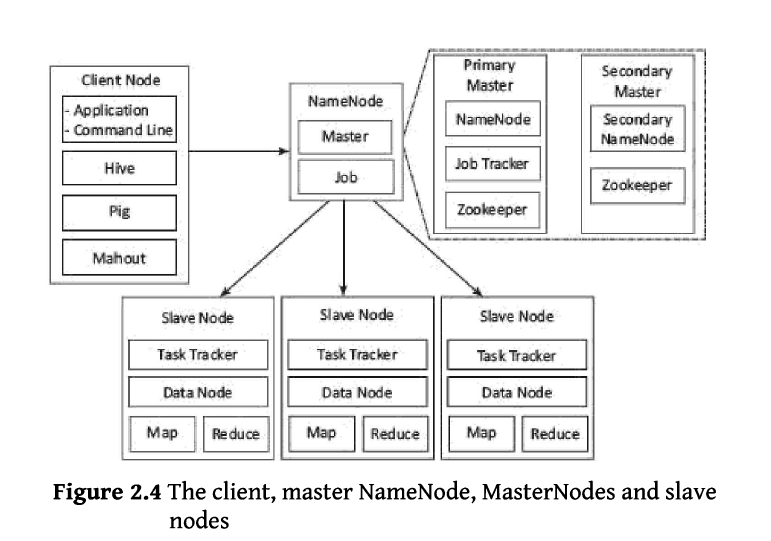 Client Node
- Application
- Command Line
Hive
Pig
Mahout
NameNode
Master
Job
Primary
Master
NameNode
Job Tracker
Zookeeper
Secondary
Master
Secondary
NameNode
Zookeeper
Slave Node
Task Tracker
Data Node
Map
Reduce
Slave Node
Task Tracker
Data Node
Map
Reduce
Slave Node
Task Tracker
Data Node
Map
Reduce
Figure 2.4 The client, master NameNode, MasterNodes and slave
nodes